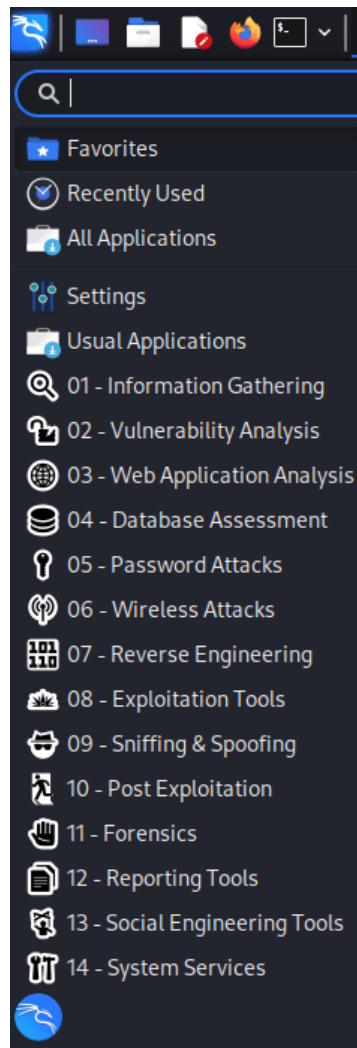 Favorites
Recently Used
All Applications
Settings
Usual Applications
01 - Information Gathering
02 - Vulnerability Analysis
03 - Web Application Analysis
04 - Database Assessment
05 - Password Attacks
06 - Wireless Attacks
07 - Reverse Engineering
08 - Exploitation Tools
09 - Sniffing & Spoofing
10 - Post Exploitation
11 - Forensics
12 - Reporting Tools
13 - Social Engineering Tools
14 - System Services